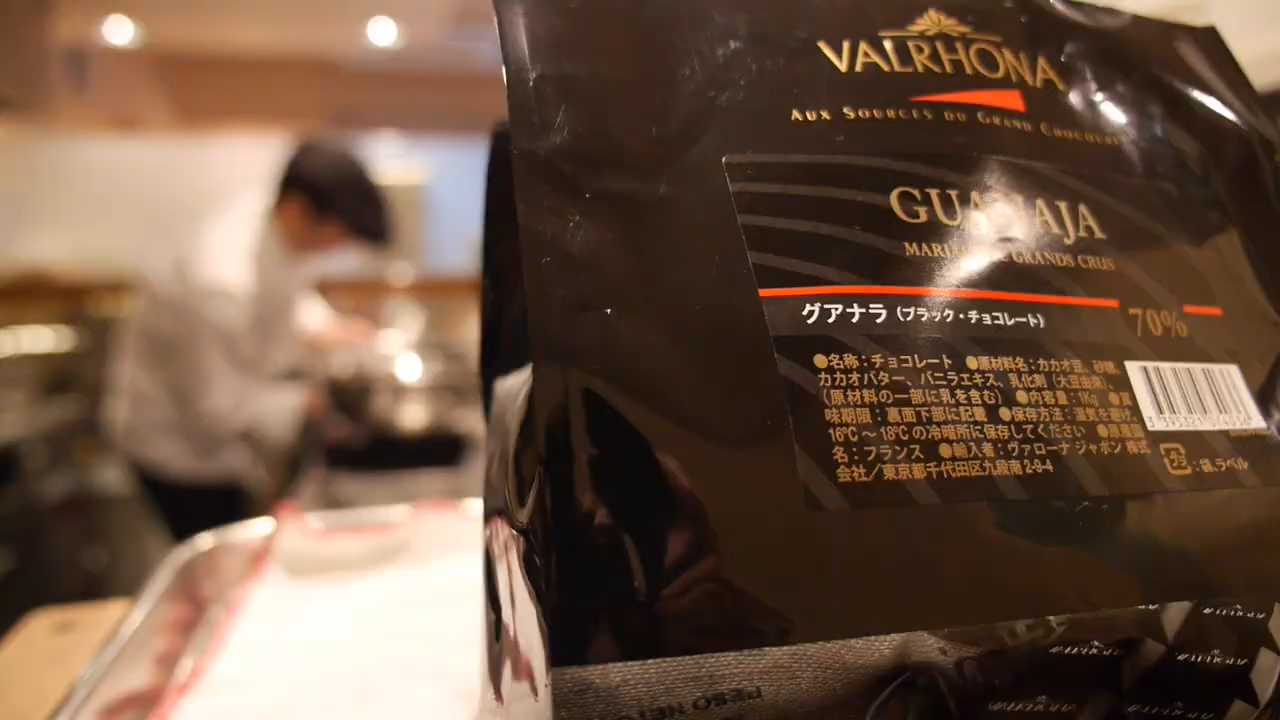 VALRHONA
AUX SOURCES DU GRAND CHOCOLAT
GUANAJA
GRANDS CRUS
グアナラ (ブラック・チョコレート)
70%
●名称:チョコレート ●原材料名:カカオ豆、砂糖、
カカオバター、バニラエキス、乳化剤(大豆由来)、
(原材料の一部に乳を含む) ●内容量:1Kg ●賞
味期限:裏面下部に記載 ●保存方法:湿気を避け、
16℃~18℃の冷暗所に保存してください ●原産国
名:フランス ●輸入者:ヴァローナ ジャポン 株式
会社/東京都千代田区九段南2-9-4
プラ:袋,ラベル
PESO NETO